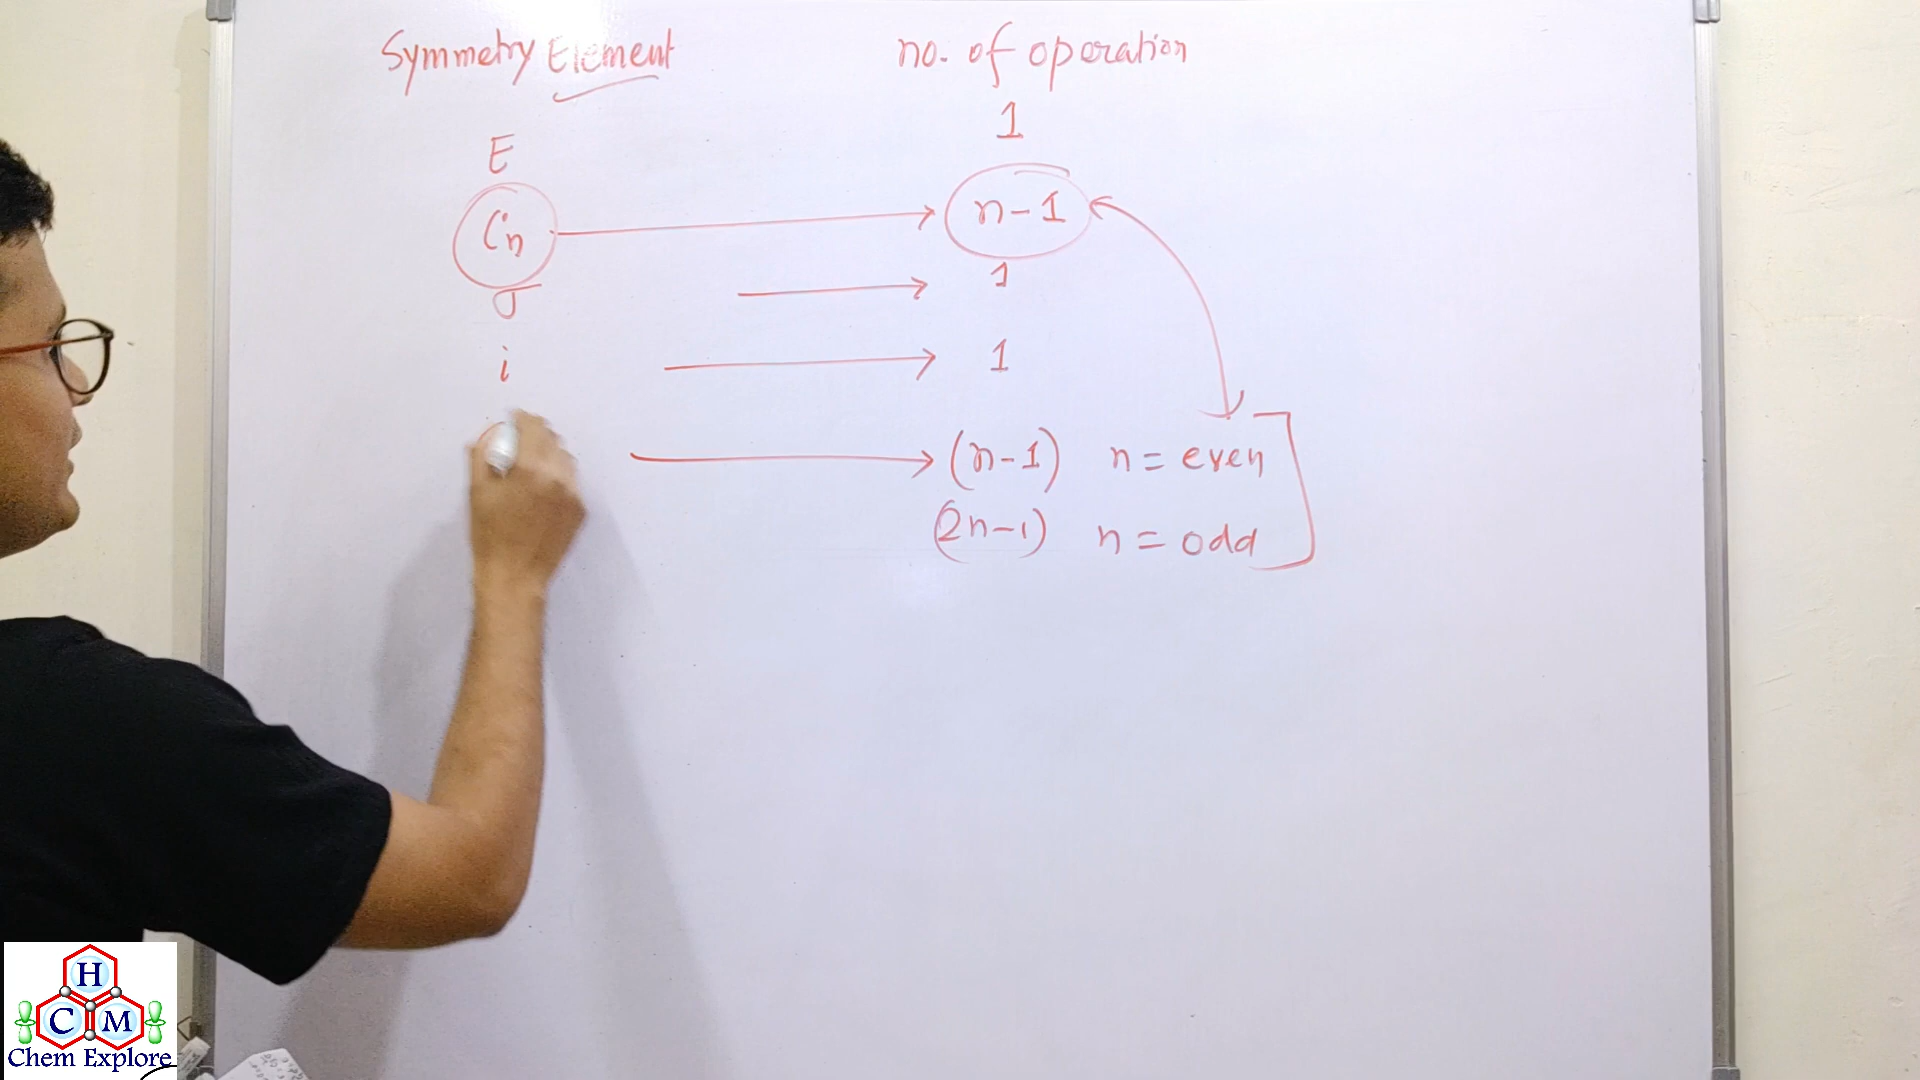 Symmetry Element no. of operation
E 1
Cn → n-1
σ → 1
i → 1
→ (n-1) n = even
(2n-1) n = odd
H
C M
Chem Explore